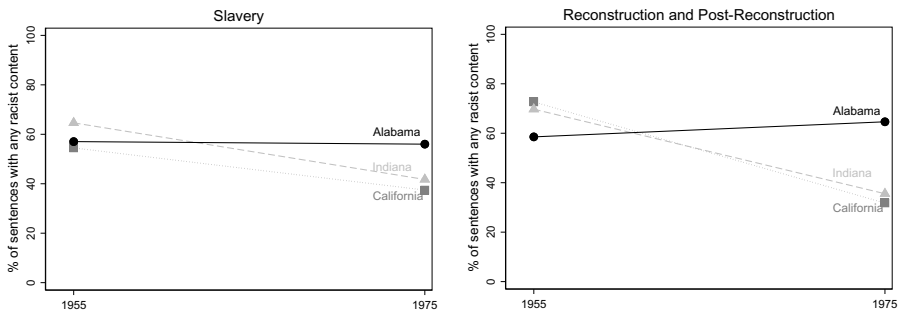 Slavery
% of sentences with any racist content
100
80
60
40
20
0
Alabama
Indiana
California
1955
1975
Reconstruction and Post-Reconstruction
% of sentences with any racist content
100
80
60
40
20
0
Alabama
Indiana
California
1955
1975